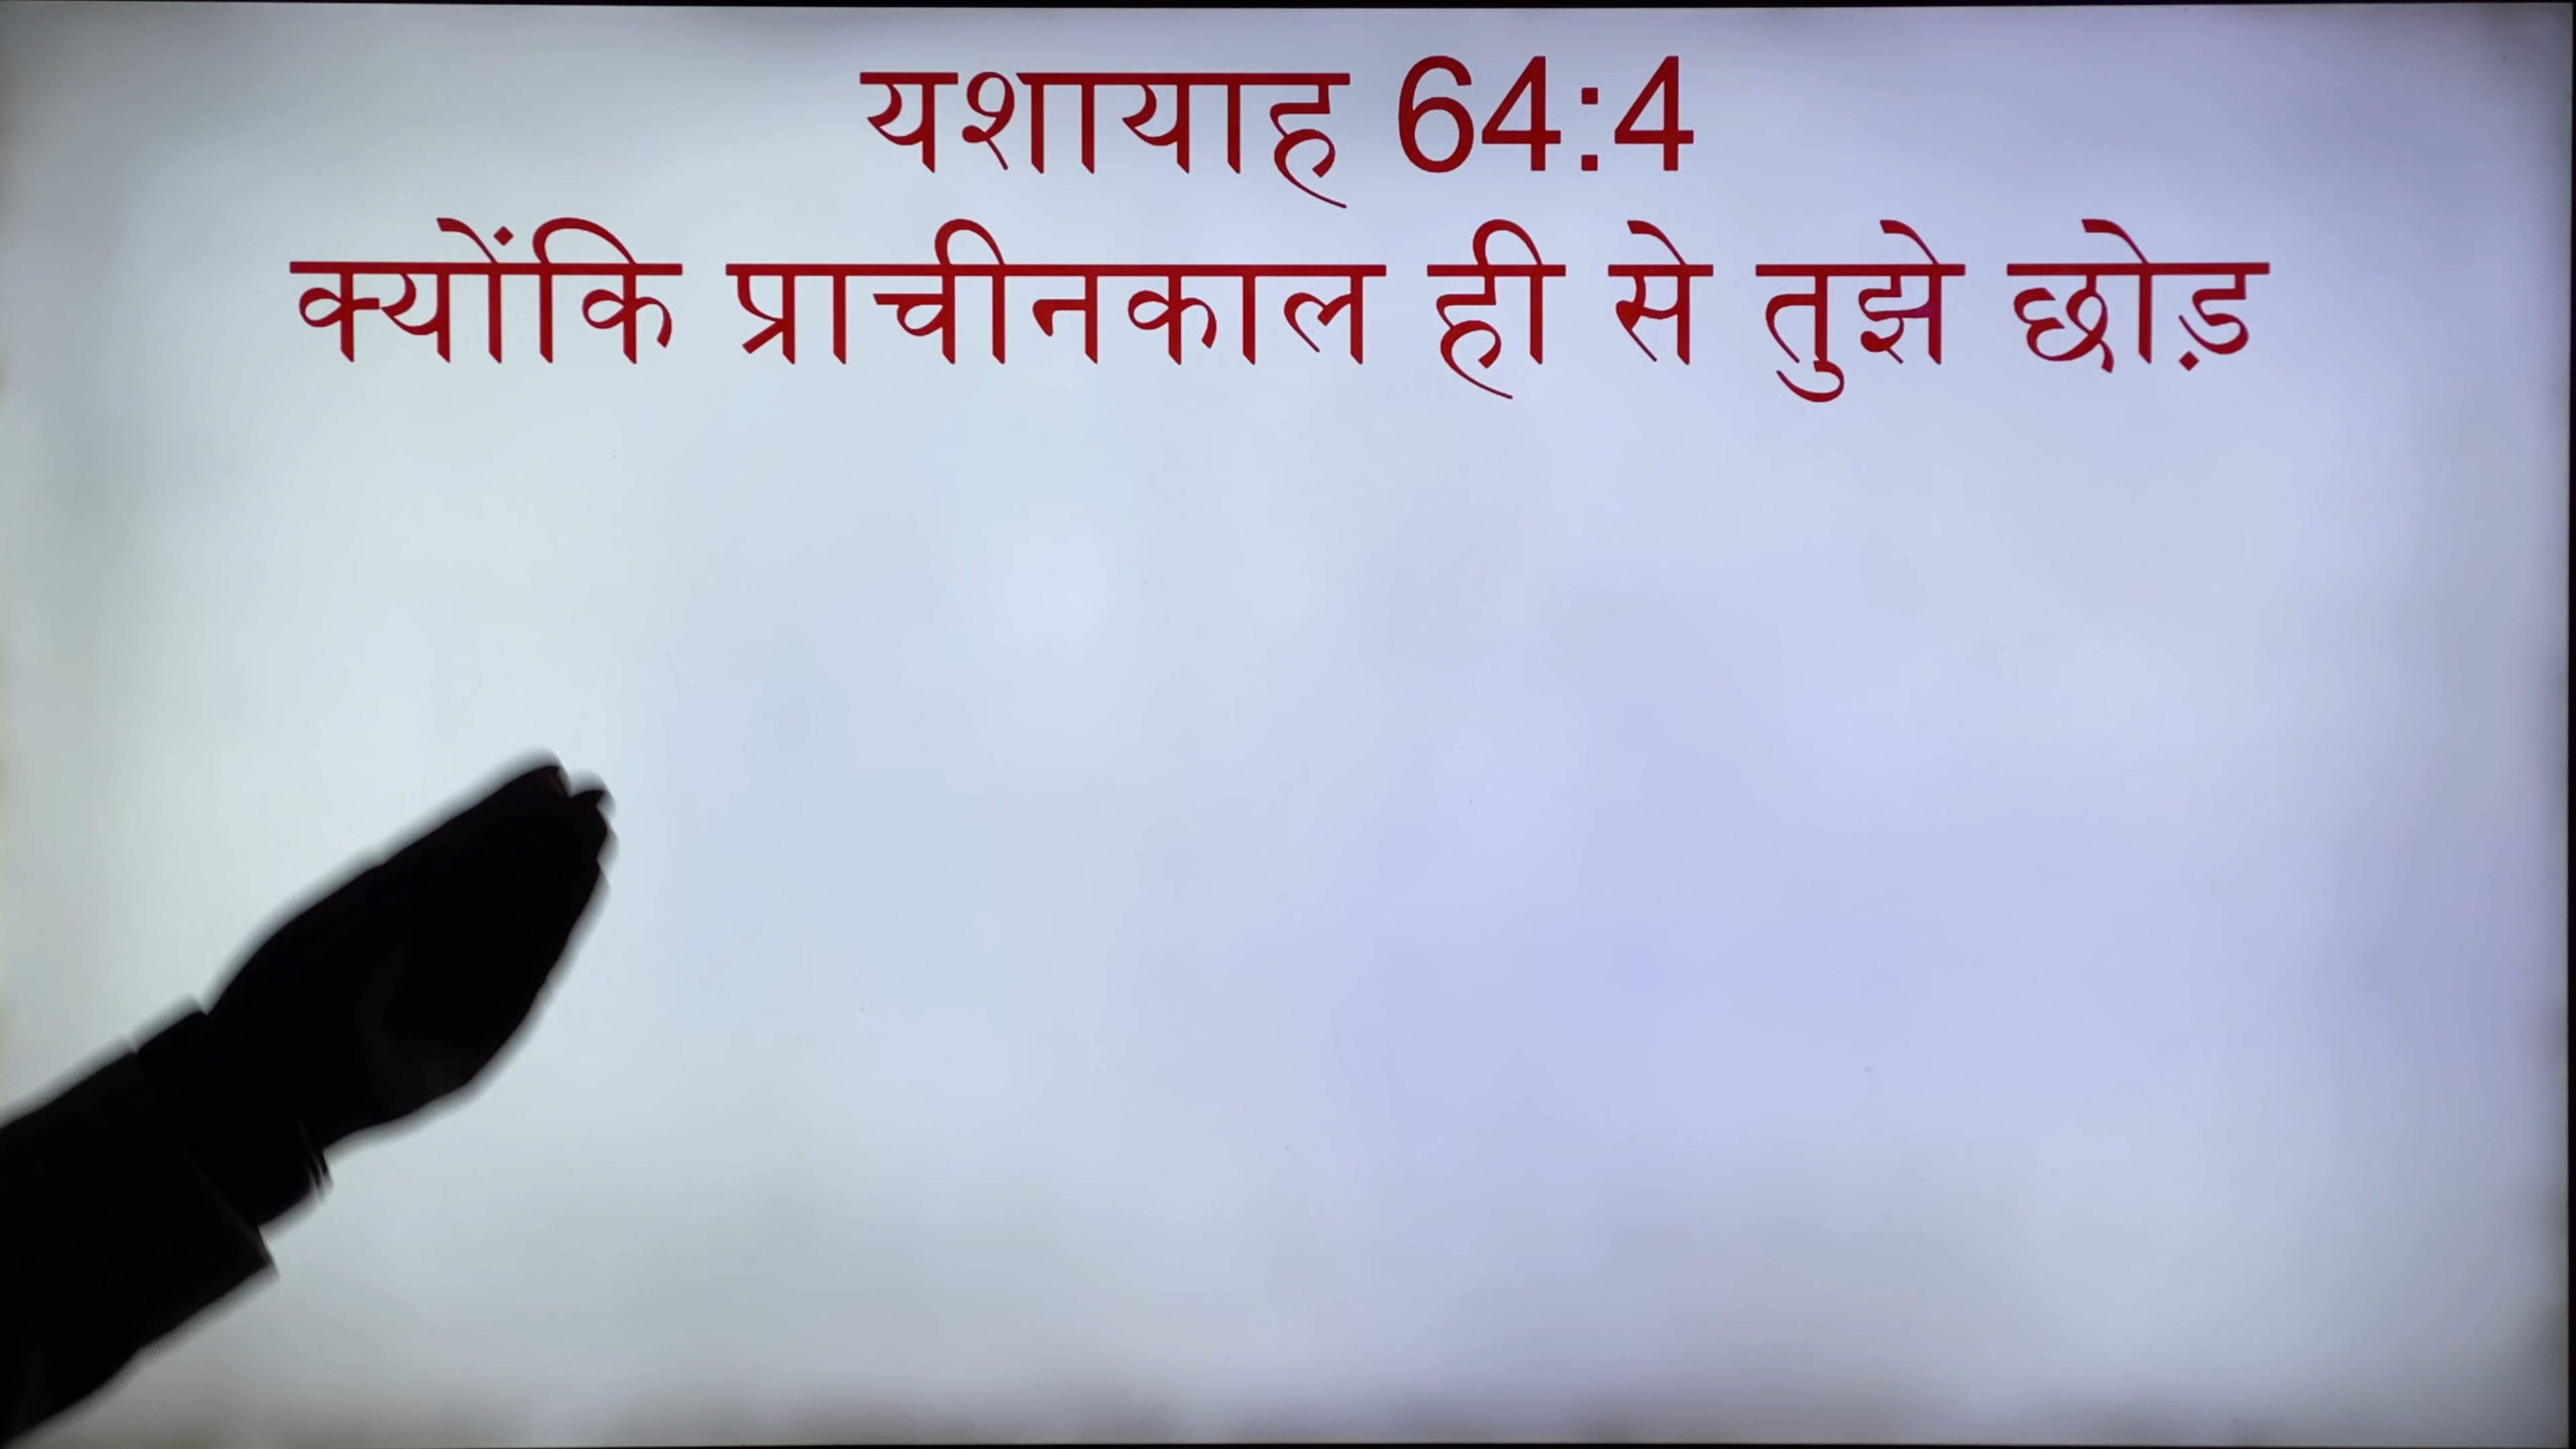 यशायाह 64:4
क्योंकि प्राचीनकाल ही से तुझे छोड़